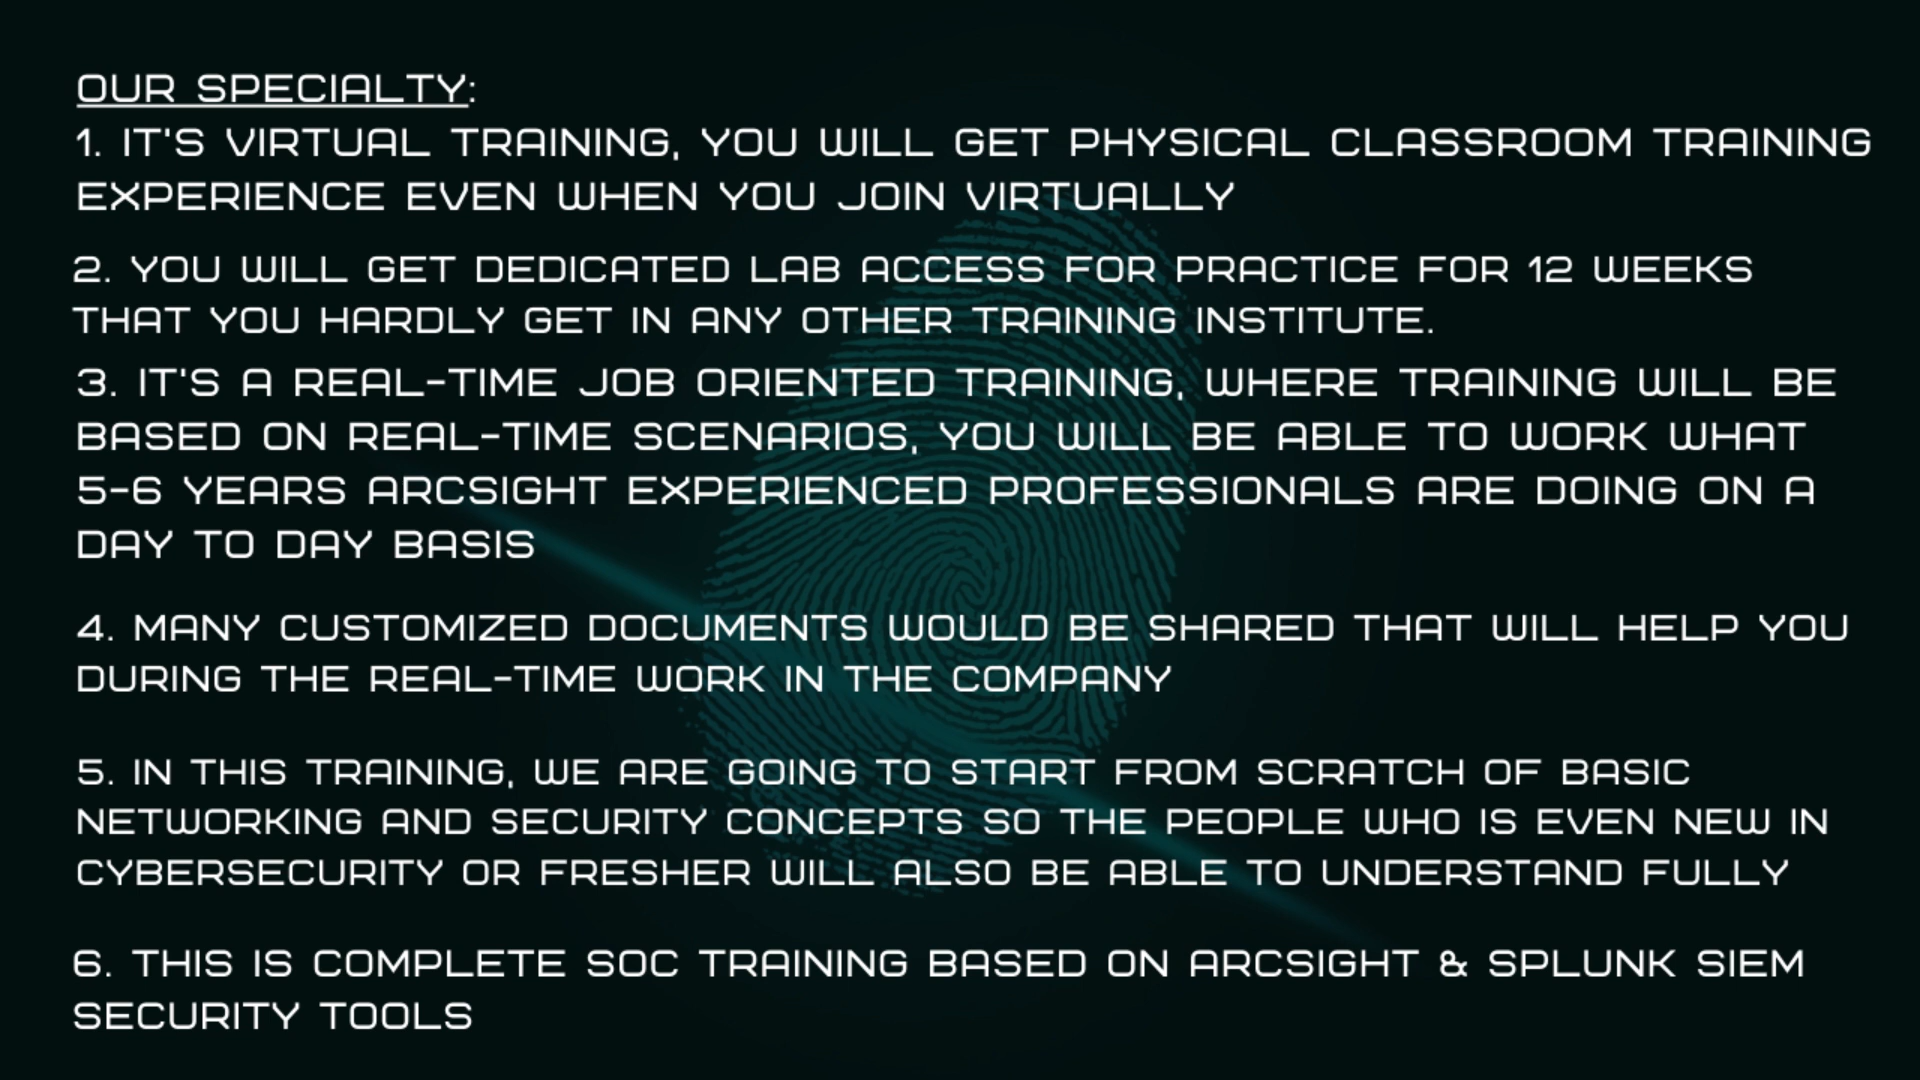 OUR SPECIALTY:
1. IT'S VIRTUAL TRAINING, YOU WILL GET PHYSICAL CLASSROOM TRAINING
EXPERIENCE EVEN WHEN YOU JOIN VIRTUALLY
2. YOU WILL GET DEDICATED LAB ACCESS FOR PRACTICE FOR 12 WEEKS
THAT YOU HARDLY GET IN ANY OTHER TRAINING INSTITUTE.
3. IT'S A REAL-TIME JOB ORIENTED TRAINING, WHERE TRAINING WILL BE
BASED ON REAL-TIME SCENARIOS, YOU WILL BE ABLE TO WORK WHAT
5-6 YEARS ARCSIGHT EXPERIENCED PROFESSIONALS ARE DOING ON A
DAY TO DAY BASIS
4. MANY CUSTOMIZED DOCUMENTS WOULD BE SHARED THAT WILL HELP YOU
DURING THE REAL-TIME WORK IN THE COMPANY
5. IN THIS TRAINING, WE ARE GOING TO START FROM SCRATCH OF BASIC
NETWORKING AND SECURITY CONCEPTS SO THE PEOPLE WHO IS EVEN NEW IN
CYBERSECURITY OR FRESHER WILL ALSO BE ABLE TO UNDERSTAND FULLY
6. THIS IS COMPLETE SOC TRAINING BASED ON ARCSIGHT & SPLUNK SIEM
SECURITY TOOLS